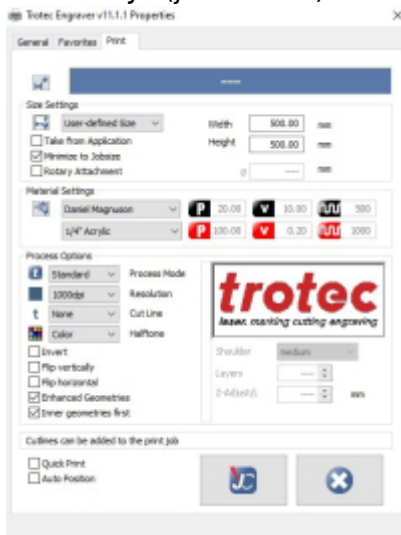 Trotec Engraver v11.1.1 Properties
General Favorites Print
----
Size Settings
User-defined Size Width 500.00 mm
Take from Application Height 500.00 mm
Minimize to Jobsize
Rotary Attachment ø ---- mm
Material Settings
Daniel Magnuson P 20.00 V 10.00 500
1/4" Acrylic P 100.00 V 0.20 1000
Process Options
Standard Process Mode
1000dpi Resolution
t None Cut Line
Color Halftone
trotec
laser. marking cutting engraving
Invert Shoulder medium
Flip vertically
Layers ----
Flip horizontal
Z-Adjustm. ---- mm
Enhanced Geometries
Inner geometries first
Cutlines can be added to the print job
Quick Print
Auto Position
JC